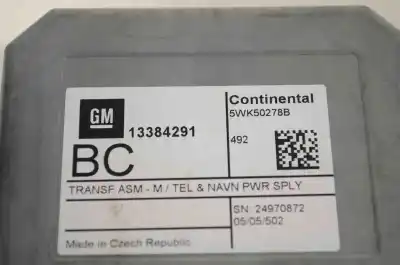 GM
13384291
Continental
5WK50278B
BC
492
TRANSF ASM - M / TEL & NAVN PWR SPLY
SN 24970872
05/05/502
Made in Czech Republic